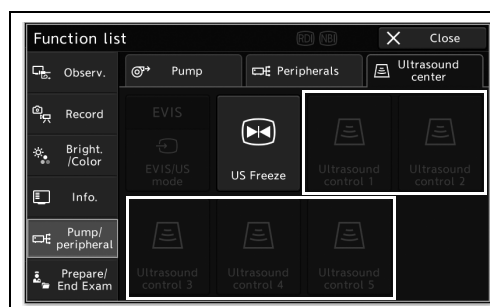 Function list
RDI NBI
Close
Observ.
Pump
Peripherals
Ultrasound
center
Record
EVIS
EVIS/US
mode
US Freeze
Ultrasound
control 1
Ultrasound
control 2
Bright.
/Color
Info.
Pump/
peripheral
Ultrasound
control 3
Ultrasound
control 4
Ultrasound
control 5
Prepare/
End Exam